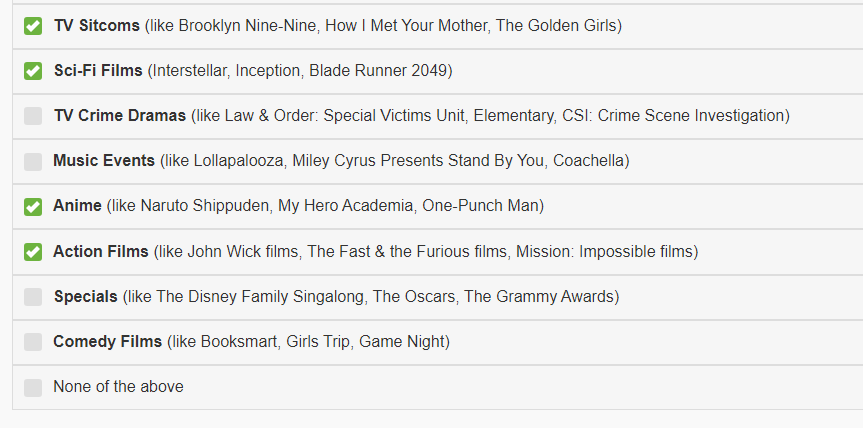 TV Sitcoms (like Brooklyn Nine-Nine, How I Met Your Mother, The Golden Girls)
Sci-Fi Films (Interstellar, Inception, Blade Runner 2049)
TV Crime Dramas (like Law & Order: Special Victims Unit, Elementary, CSI: Crime Scene Investigation)
Music Events (like Lollapalooza, Miley Cyrus Presents Stand By You, Coachella)
Anime (like Naruto Shippuden, My Hero Academia, One-Punch Man)
Action Films (like John Wick films, The Fast & the Furious films, Mission: Impossible films)
Specials (like The Disney Family Singalong, The Oscars, The Grammy Awards)
Comedy Films (like Booksmart, Girls Trip, Game Night)
None of the above